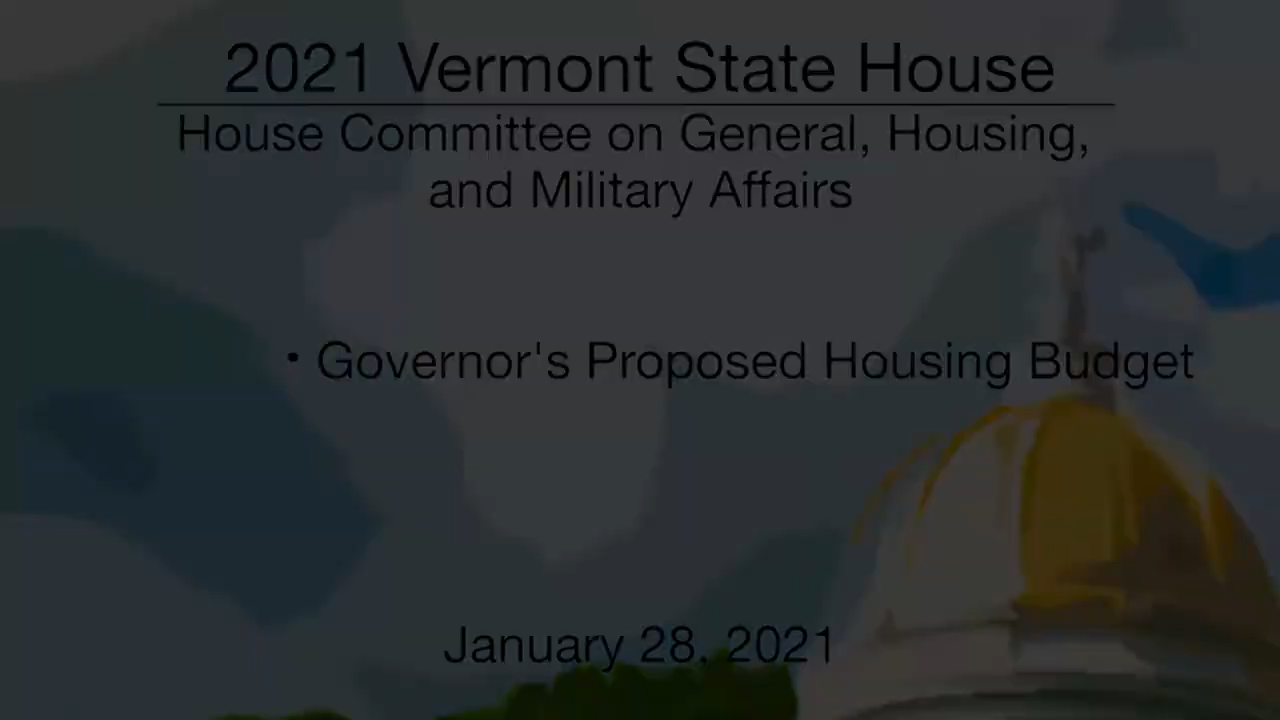 2021 Vermont State House
House Committee on General, Housing,
and Military Affairs
• Governor's Proposed Housing Budget
January 28, 2021